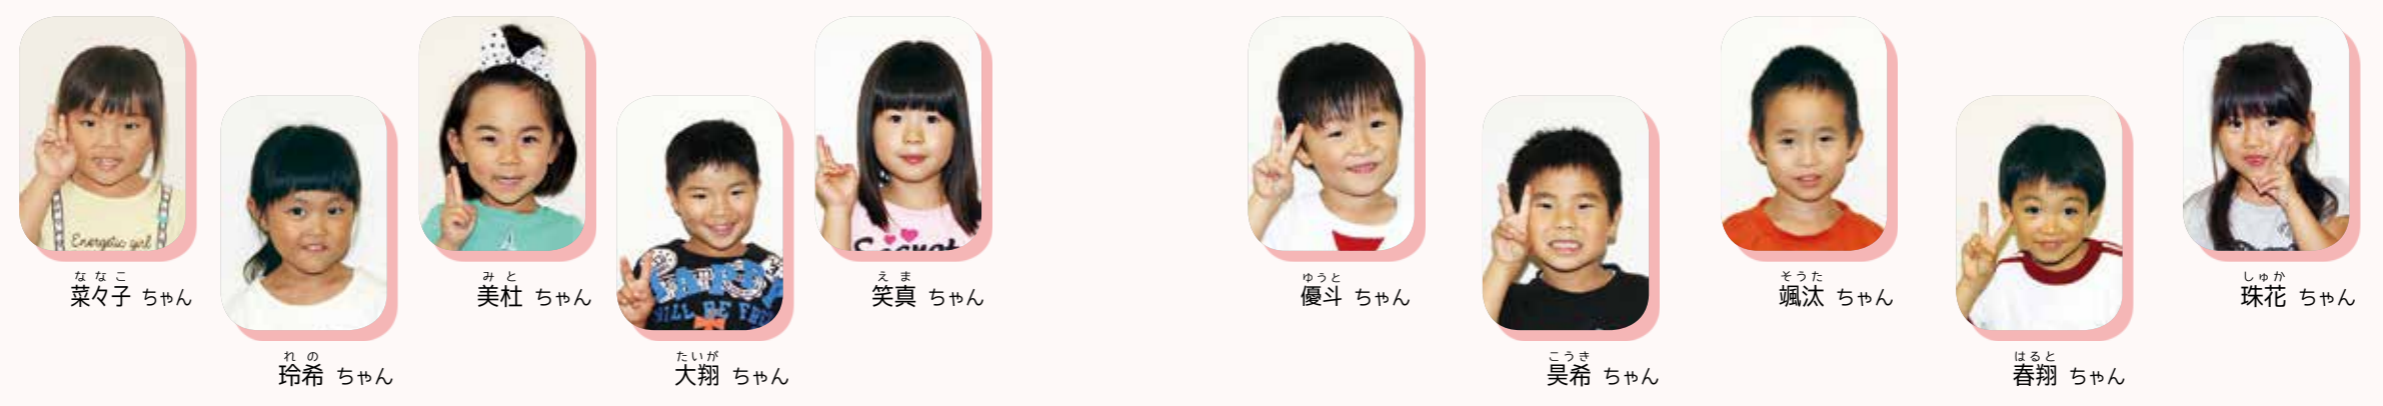 ななこ
菜々子 ちゃん
れの
玲希 ちゃん
みと
美杜 ちゃん
たいが
大翔 ちゃん
えま
笑真 ちゃん
ゆうと
優斗 ちゃん
こうき
昊希 ちゃん
そうた
颯汰 ちゃん
はると
春翔 ちゃん
しゅか
珠花 ちゃん
Energetic girl
HAPPY